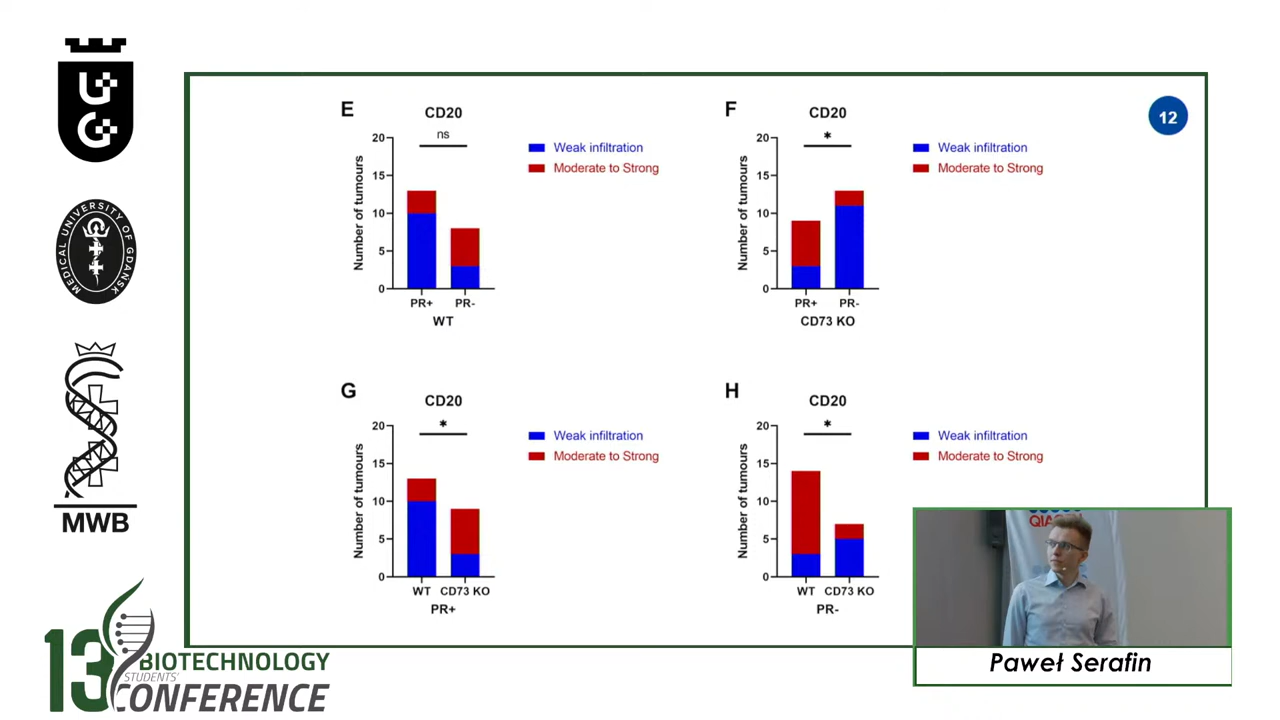 UG
MEDICAL UNIVERSITY OF GDAŃSK
MWB
13 BIOTECHNOLOGY
STUDENTS'
CONFERENCE
12
E
CD20
ns
Number of tumours
20
15
10
5
0
PR+ PR-
WT
Weak infiltration
Moderate to Strong
F
CD20
*
Number of tumours
20
15
10
5
0
PR+ PR-
CD73 KO
Weak infiltration
Moderate to Strong
G
CD20
*
Number of tumours
20
15
10
5
0
WT CD73 KO
PR+
Weak infiltration
Moderate to Strong
H
CD20
*
Number of tumours
20
15
10
5
0
WT CD73 KO
PR-
Weak infiltration
Moderate to Strong
Paweł Serafin